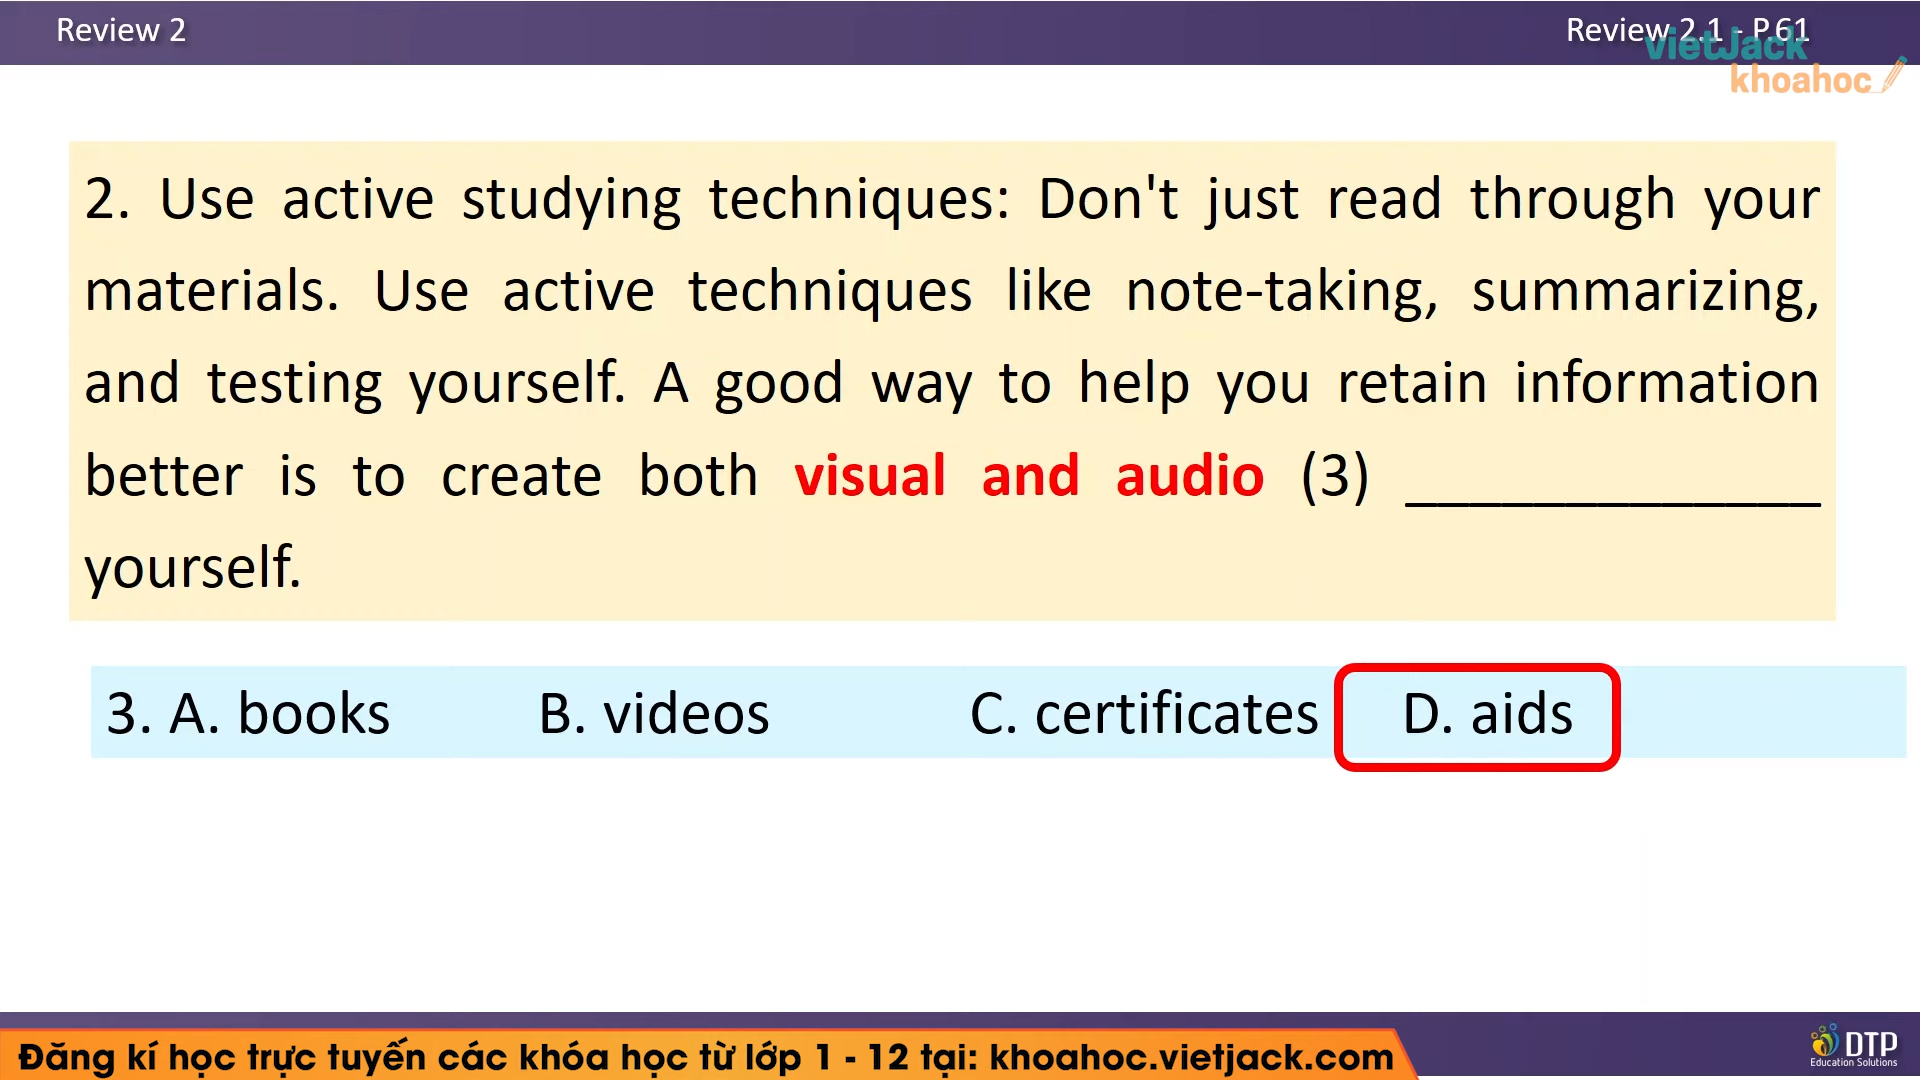 Review 2
Review 2.1 - P.61
vietJack
khoahoc
2. Use active studying techniques: Don't just read through your
materials. Use active techniques like note-taking, summarizing,
and testing yourself. A good way to help you retain information
better is to create both visual and audio (3) _____________
yourself.
3. A. books B. videos C. certificates D. aids
Đăng kí học trực tuyến các khóa học từ lớp 1 - 12 tại: khoahoc.vietjack.com
DTP
Education Solutions